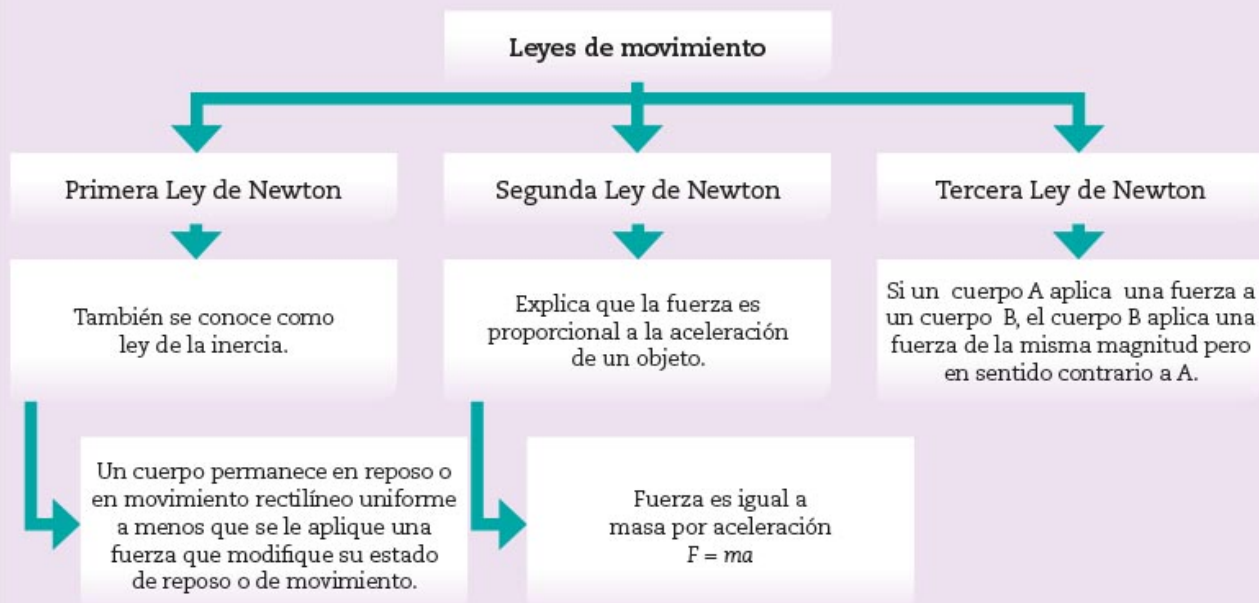 Leyes de movimiento
Primera Ley de Newton
Segunda Ley de Newton
Tercera Ley de Newton
También se conoce como
ley de la inercia.
Explica que la fuerza es
proporcional a la aceleración
de un objeto.
Si un cuerpo A aplica una fuerza a
un cuerpo B, el cuerpo B aplica una
fuerza de la misma magnitud pero
en sentido contrario a A.
Un cuerpo permanece en reposo o
en movimiento rectilíneo uniforme
a menos que se le aplique una
fuerza que modifique su estado
de reposo o de movimiento.
Fuerza es igual a
masa por aceleración
F = ma